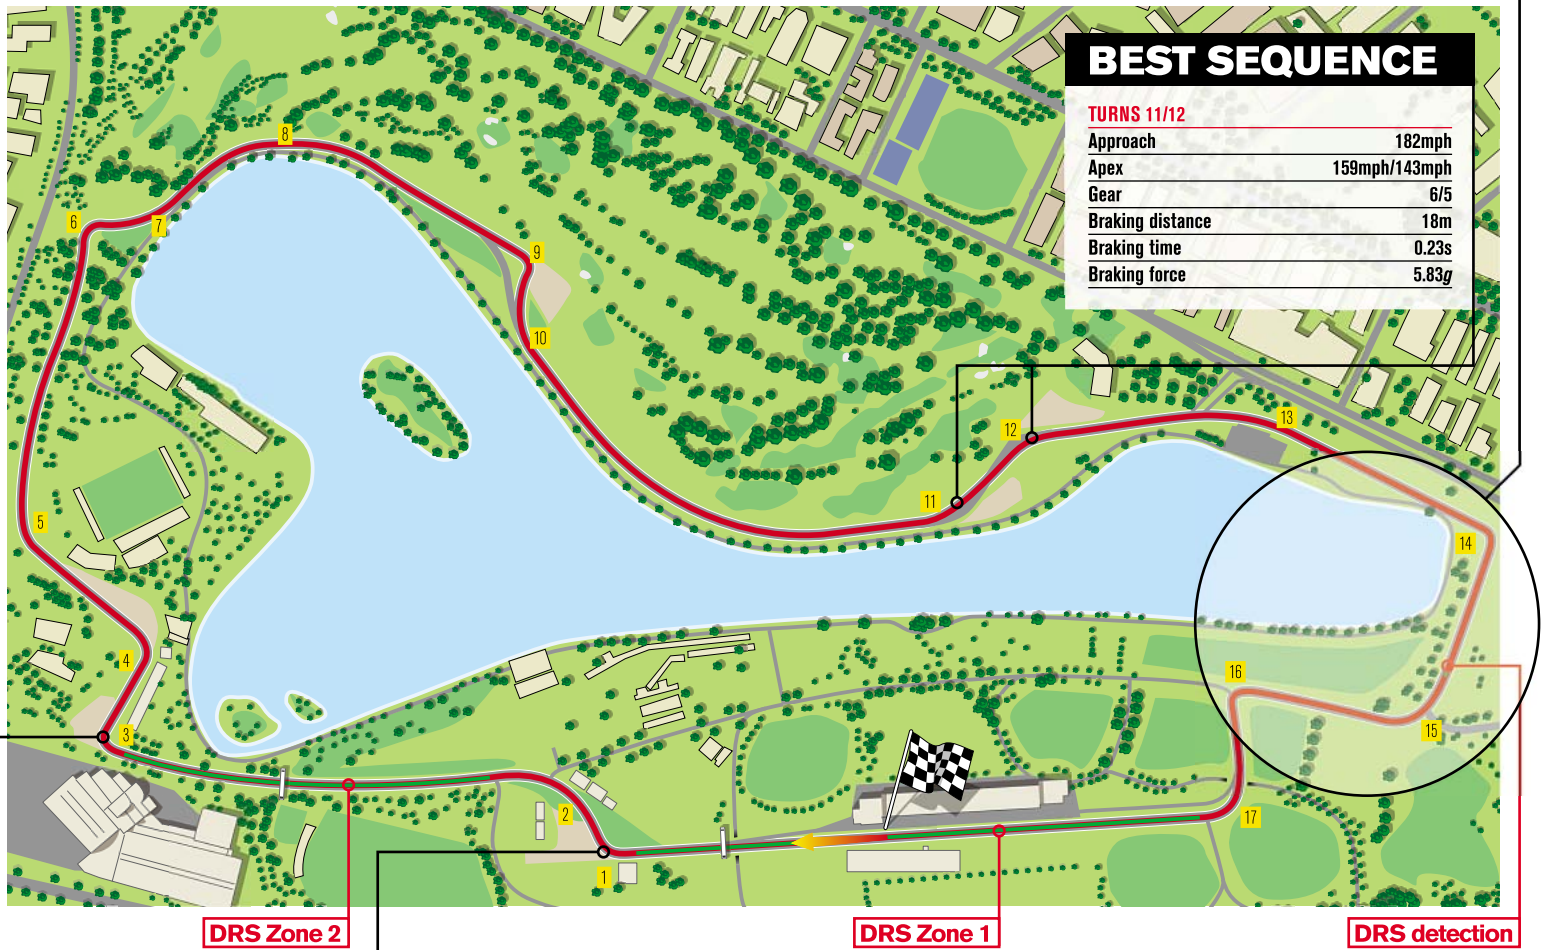 BEST SEQUENCE
TURNS 11/12
Approach 182mph
Apex 159mph/143mph
Gear 6/5
Braking distance 18m
Braking time 0.23s
Braking force 5.83g
8
6
7
9
10
13
12
11
5
14
4
16
3
15
2
17
1
DRS Zone 2
DRS Zone 1
DRS detection